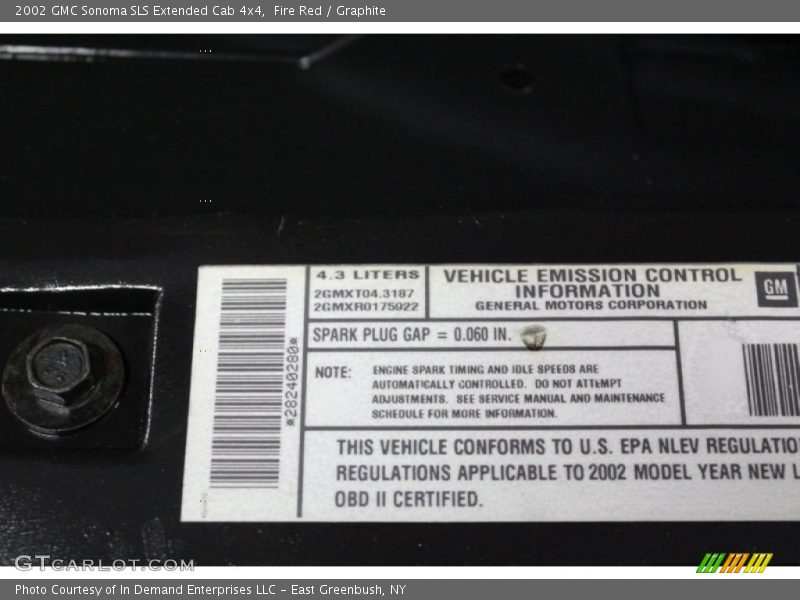 2002 GMC Sonoma SLS Extended Cab 4x4, Fire Red / Graphite
4.3 LITERS
2GMXT04.3187
2GMXR0175922
VEHICLE EMISSION CONTROL
INFORMATION
GENERAL MOTORS CORPORATION
GM
SPARK PLUG GAP = 0.060 IN.
*28240280*
NOTE:
ENGINE SPARK TIMING AND IDLE SPEEDS ARE
AUTOMATICALLY CONTROLLED. DO NOT ATTEMPT
ADJUSTMENTS. SEE SERVICE MANUAL AND MAINTENANCE
SCHEDULE FOR MORE INFORMATION.
THIS VEHICLE CONFORMS TO U.S. EPA NLEV REGULATIO
REGULATIONS APPLICABLE TO 2002 MODEL YEAR NEW L
OBD II CERTIFIED.
GTCARLOT.COM
Photo Courtesy of In Demand Enterprises LLC – East Greenbush, NY